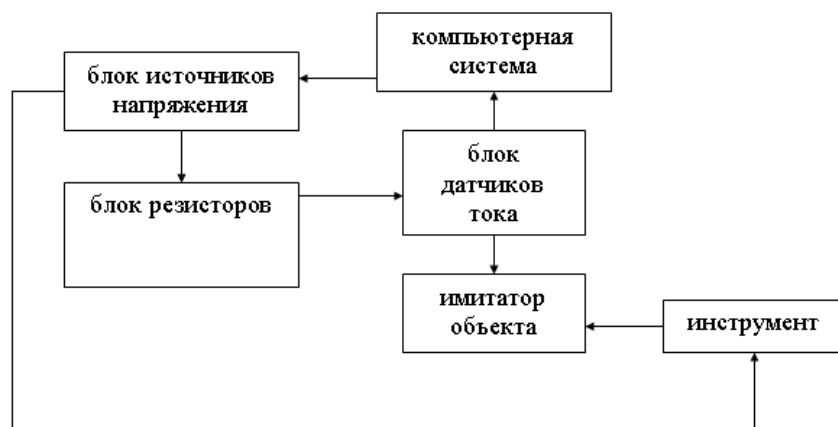 компьютерная
система
блок источников
напряжения
блок
датчиков
тока
блок резисторов
имитатор
объекта
инструмент